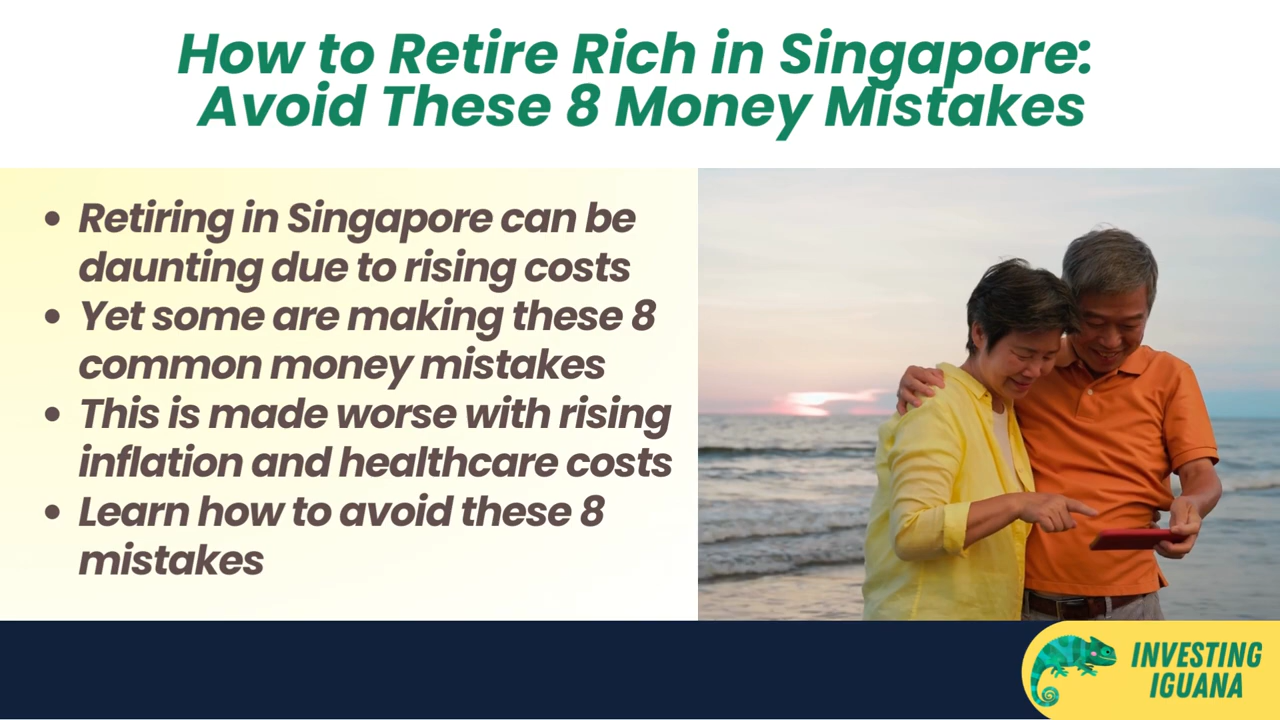 How to Retire Rich in Singapore:
Avoid These 8 Money Mistakes
• Retiring in Singapore can be
daunting due to rising costs
• Yet some are making these 8
common money mistakes
• This is made worse with rising
inflation and healthcare costs
• Learn how to avoid these 8
mistakes
INVESTING
IGUANA